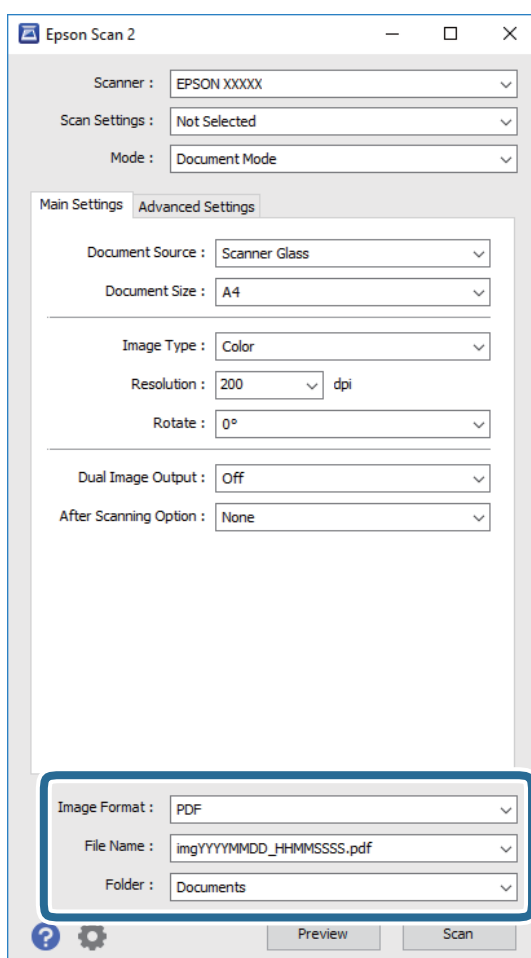 Epson Scan 2
Scanner : EPSON XXXXX
Scan Settings : Not Selected
Mode : Document Mode
Main Settings Advanced Settings
Document Source : Scanner Glass
Document Size : A4
Image Type : Color
Resolution : 200 dpi
Rotate : 0°
Dual Image Output : Off
After Scanning Option : None
Image Format : PDF
File Name : imgYYYYMMDD_HHMMSSSS.pdf
Folder : Documents
? Preview Scan